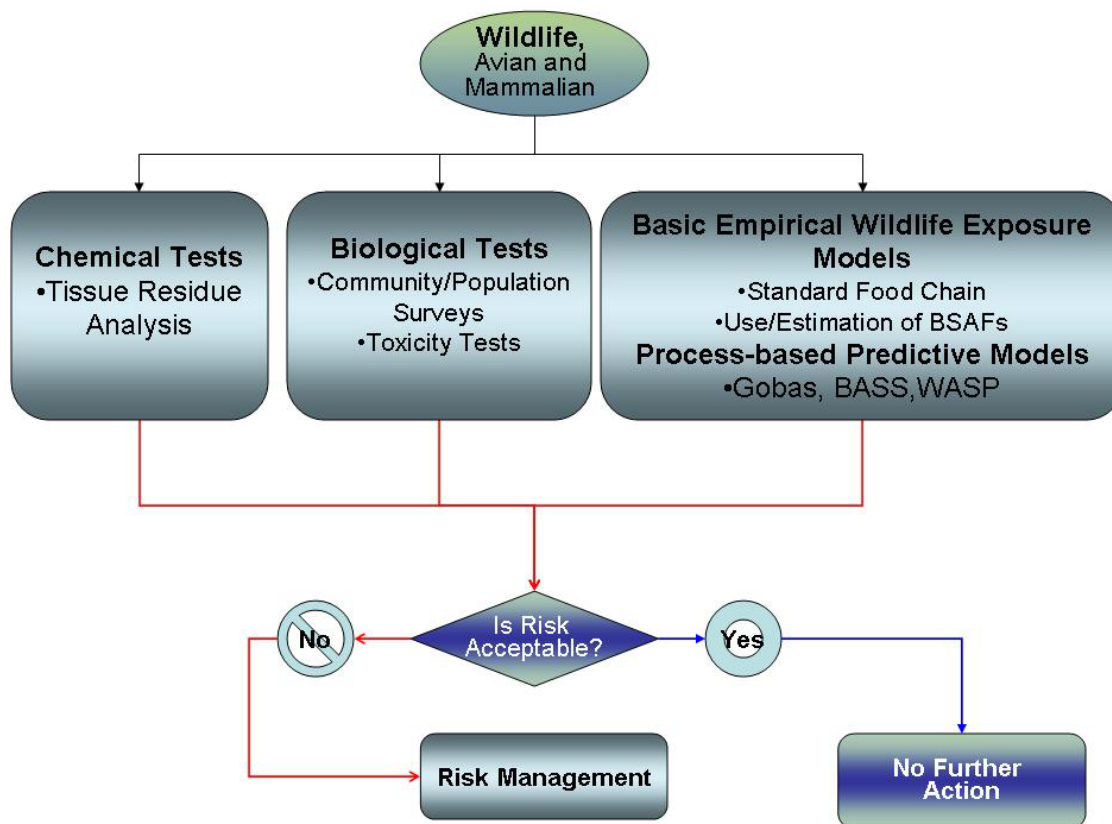 Wildlife,
Avian and
Mammalian
Chemical Tests
•Tissue Residue
Analysis
Biological Tests
•Community/Population
Surveys
•Toxicity Tests
Basic Empirical Wildlife Exposure
Models
•Standard Food Chain
•Use/Estimation of BSAFs
Process-based Predictive Models
•Gobas, BASS,WASP
Is Risk
Acceptable?
No
Yes
Risk Management
No Further
Action